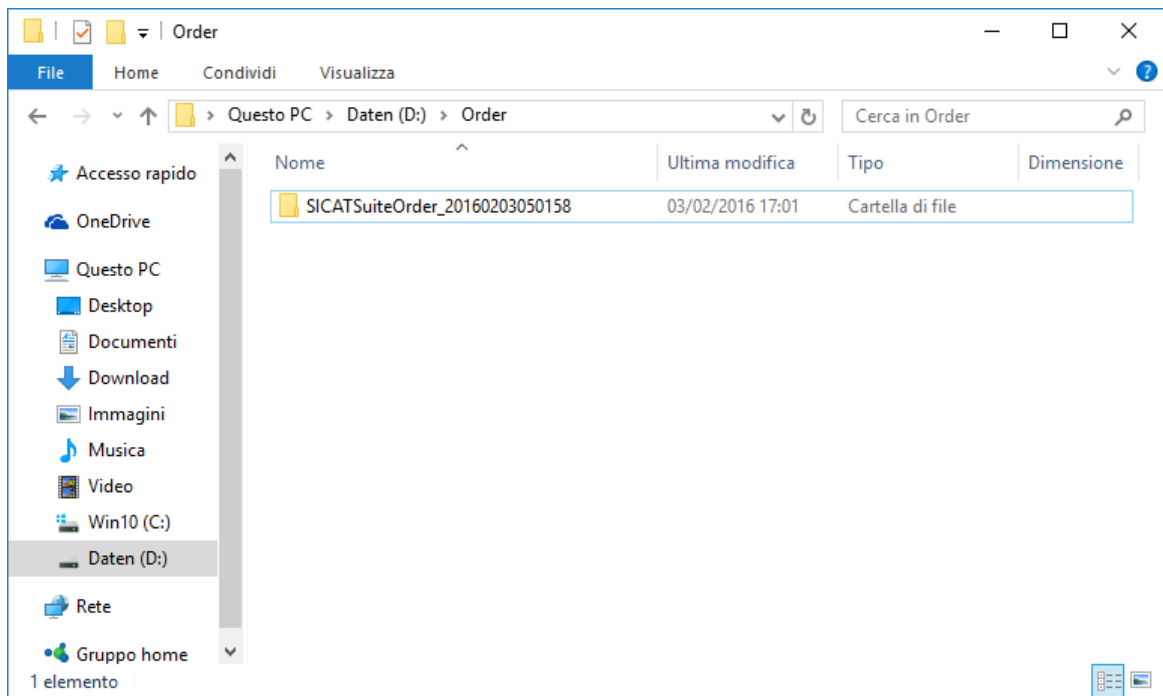 Order
File Home Condividi Visualizza
Questo PC > Daten (D:) > Order
Cerca in Order
Nome Ultima modifica Tipo Dimensione
SICATSuiteOrder_20160203050158 03/02/2016 17:01 Cartella di file
Accesso rapido
OneDrive
Questo PC
Desktop
Documenti
Download
Immagini
Musica
Video
Win10 (C:)
Daten (D:)
Rete
Gruppo home
1 elemento